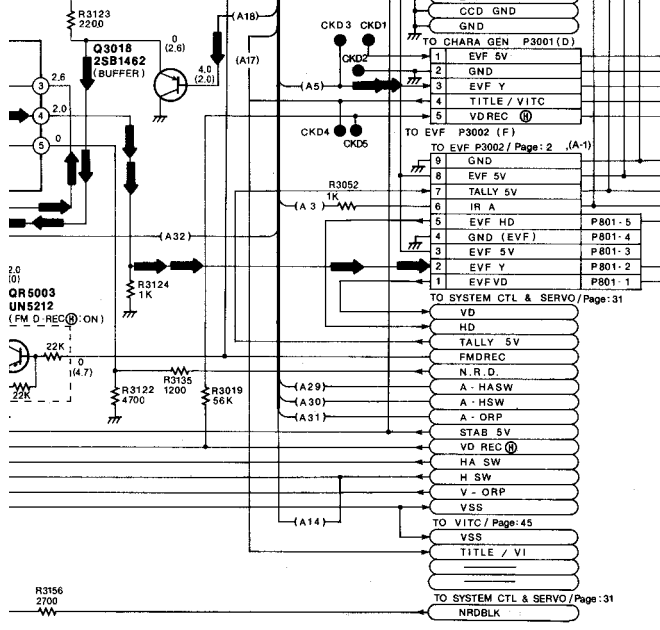 R3123
2200
Q3018
2SB1462
(BUFFER)
0
(2.6)
4.0
(2.0)
(A18)
(A17)
CKD3 CKD1
CKD2
(A5)
CKD4 CKD5
CCD GND
GND
TO CHARA GEN P3001(D)
1 EVF 5V
2 GND
3 EVF Y
4 TITLE / VITC
5 VD REC Ⓗ
TO EVF P3002 (F)
TO EVF P3002 / Page: 2 ,(A-1)
9 GND
8 EVF 5V
7 TALLY 5V
6 IR A
5 EVF HD P801-5
4 GND (EVF) P801-4
3 EVF 5V P801-3
2 EVF Y P801-2
1 EVF VD P801-1
3 2.6
4 2.0
5 0
R3052
1K
(A3)
(A32)
R3124
1K
2.0
(0)
QR5003
UN5212
(FM D-REC Ⓗ: ON)
22K
0
(4.7)
22K
R3122
4700
R3135
1200
R3019
56K
(A29)
(A30)
(A31)
(A14)
TO SYSTEM CTL & SERVO / Page: 31
VD
HD
TALLY 5V
FMDREC
N.R.D.
A - HASW
A - HSW
A - ORP
STAB 5V
VD REC Ⓗ
HA SW
H SW
V - ORP
VSS
TO VITC / Page: 45
VSS
TITLE / VI
R3156
2700
TO SYSTEM CTL & SERVO / Page: 31
NRDBLK